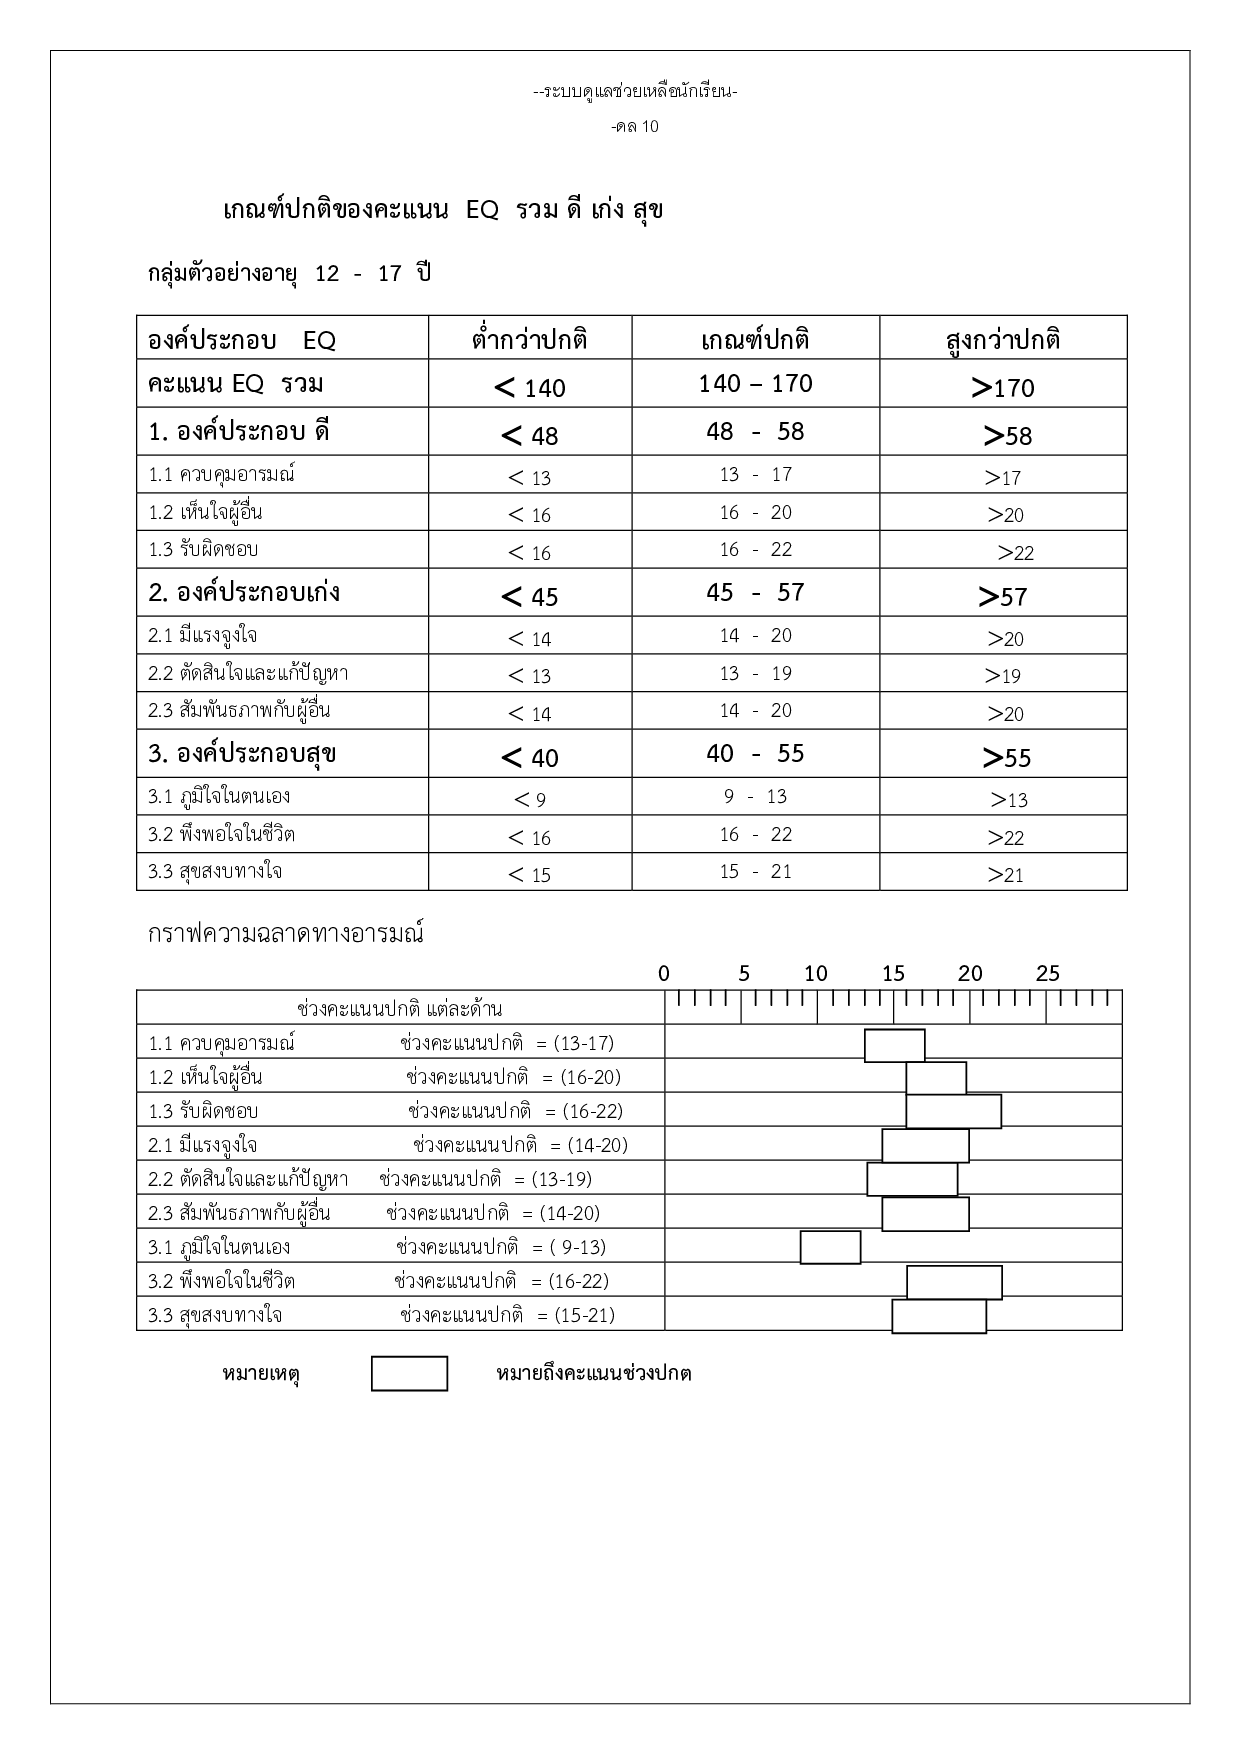 --ระบบดูแลช่วยเหลือนักเรียน-
-ดล 10
เกณฑ์ปกติของคะแนน EQ รวม ดี เก่ง สุข
กลุ่มตัวอย่างอายุ 12 - 17 ปี
องค์ประกอบ EQ ต่ำกว่าปกติ เกณฑ์ปกติ สูงกว่าปกติ
คะแนน EQ รวม < 140 140 – 170 >170
1. องค์ประกอบ ดี < 48 48 - 58 >58
1.1 ควบคุมอารมณ์ < 13 13 - 17 >17
1.2 เห็นใจผู้อื่น < 16 16 - 20 >20
1.3 รับผิดชอบ < 16 16 - 22 >22
2. องค์ประกอบเก่ง < 45 45 - 57 >57
2.1 มีแรงจูงใจ < 14 14 - 20 >20
2.2 ตัดสินใจและแก้ปัญหา < 13 13 - 19 >19
2.3 สัมพันธภาพกับผู้อื่น < 14 14 - 20 >20
3. องค์ประกอบสุข < 40 40 - 55 >55
3.1 ภูมิใจในตนเอง < 9 9 - 13 >13
3.2 พึงพอใจในชีวิต < 16 16 - 22 >22
3.3 สุขสงบทางใจ < 15 15 - 21 >21
กราฟความฉลาดทางอารมณ์
0 5 10 15 20 25
ช่วงคะแนนปกติ แต่ละด้าน
1.1 ควบคุมอารมณ์ ช่วงคะแนนปกติ = (13-17)
1.2 เห็นใจผู้อื่น ช่วงคะแนนปกติ = (16-20)
1.3 รับผิดชอบ ช่วงคะแนนปกติ = (16-22)
2.1 มีแรงจูงใจ ช่วงคะแนนปกติ = (14-20)
2.2 ตัดสินใจและแก้ปัญหา ช่วงคะแนนปกติ = (13-19)
2.3 สัมพันธภาพกับผู้อื่น ช่วงคะแนนปกติ = (14-20)
3.1 ภูมิใจในตนเอง ช่วงคะแนนปกติ = ( 9-13)
3.2 พึงพอใจในชีวิต ช่วงคะแนนปกติ = (16-22)
3.3 สุขสงบทางใจ ช่วงคะแนนปกติ = (15-21)
หมายเหตุ หมายถึงคะแนนช่วงปกต